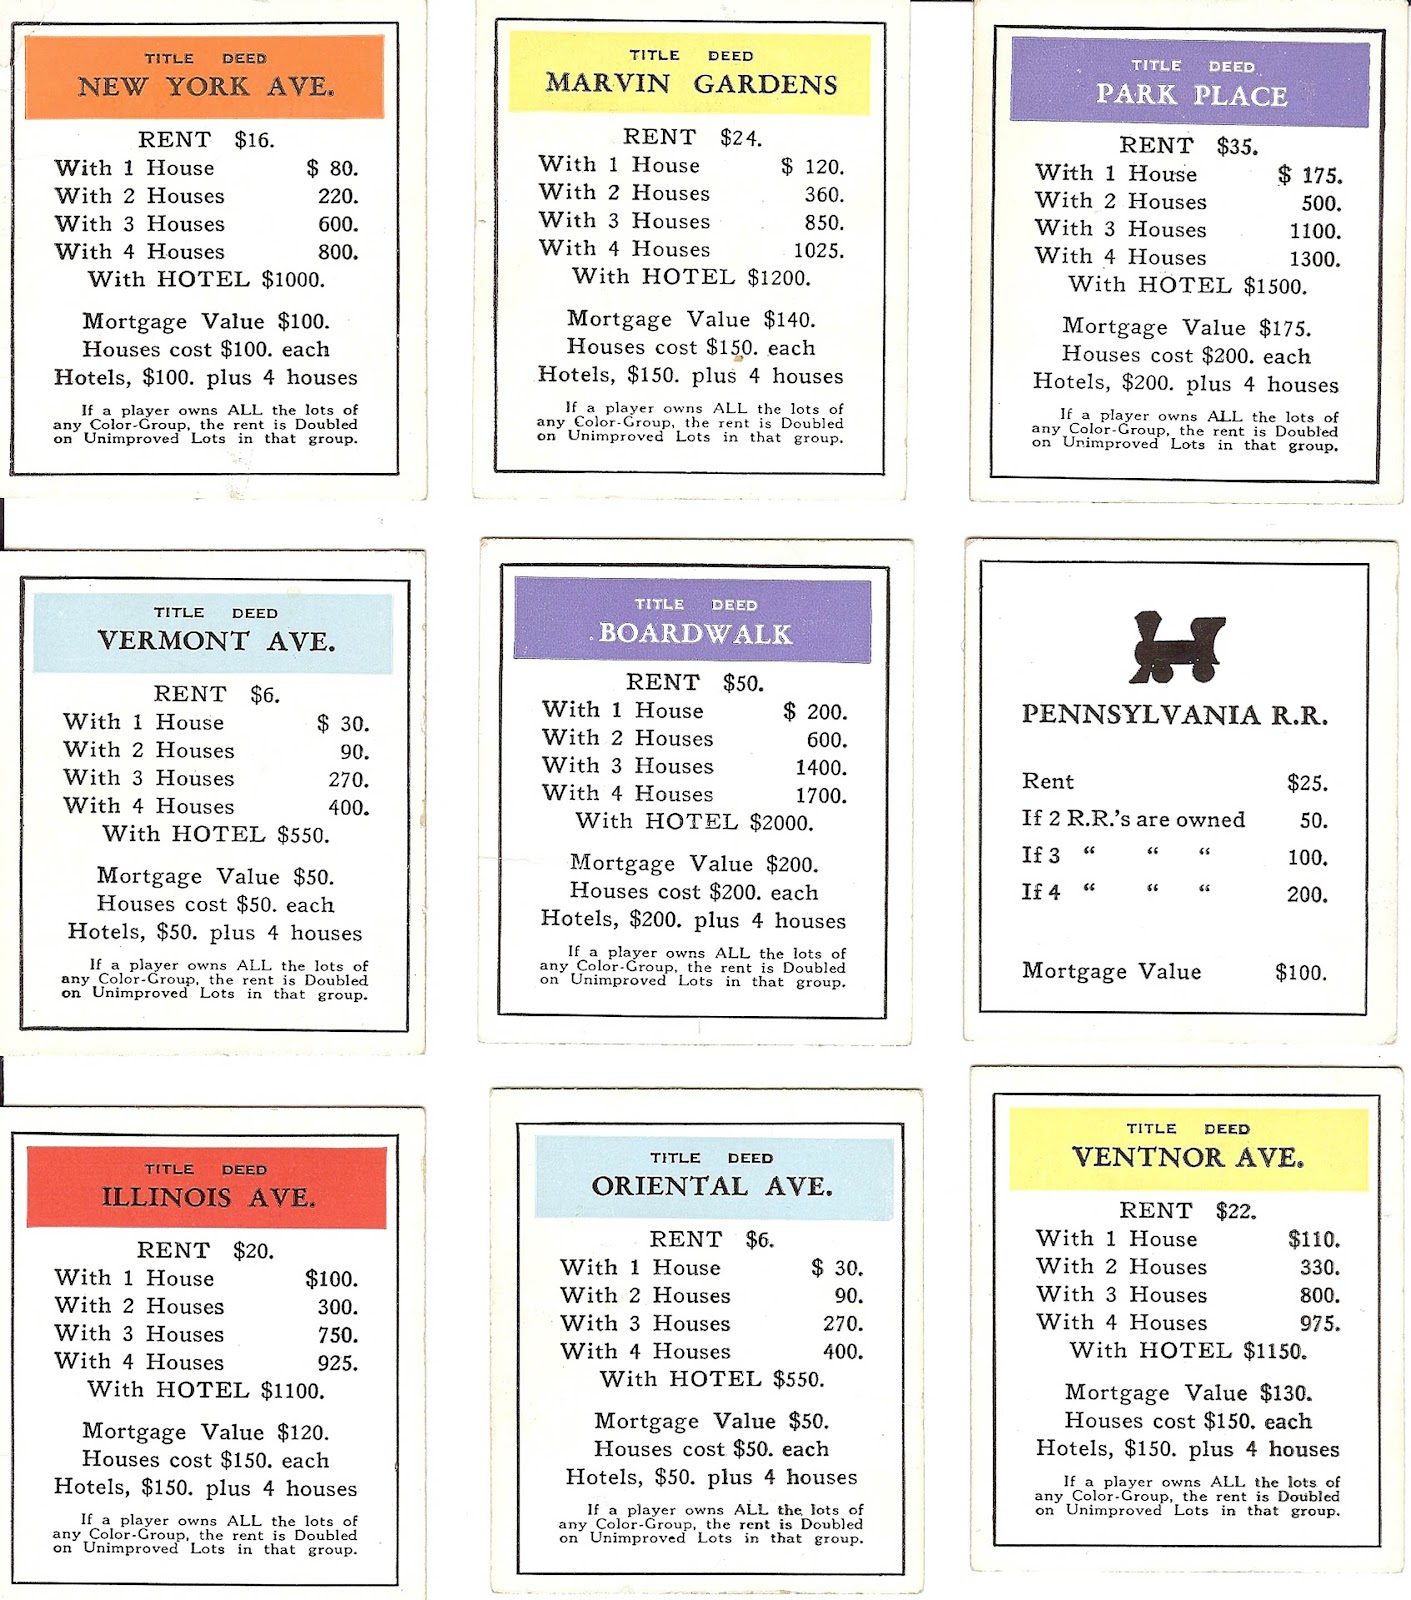 TITLE DEED
NEW YORK AVE.
RENT $16.
With 1 House $ 80.
With 2 Houses 220.
With 3 Houses 600.
With 4 Houses 800.
With HOTEL $1000.
Mortgage Value $100.
Houses cost $100. each
Hotels, $100. plus 4 houses
If a player owns ALL the lots of
any Color-Group, the rent is Doubled
on Unimproved Lots in that group.
TITLE DEED
MARVIN GARDENS
RENT $24.
With 1 House $ 120.
With 2 Houses 360.
With 3 Houses 850.
With 4 Houses 1025.
With HOTEL $1200.
Mortgage Value $140.
Houses cost $150. each
Hotels, $150. plus 4 houses
If a player owns ALL the lots of
any Color-Group, the rent is Doubled
on Unimproved Lots in that group.
TITLE DEED
PARK PLACE
RENT $35.
With 1 House $ 175.
With 2 Houses 500.
With 3 Houses 1100.
With 4 Houses 1300.
With HOTEL $1500.
Mortgage Value $175.
Houses cost $200. each
Hotels, $200. plus 4 houses
If a player owns ALL the lots of
any Color-Group, the rent is Doubled
on Unimproved Lots in that group.
TITLE DEED
VERMONT AVE.
RENT $6.
With 1 House $ 30.
With 2 Houses 90.
With 3 Houses 270.
With 4 Houses 400.
With HOTEL $550.
Mortgage Value $50.
Houses cost $50. each
Hotels, $50. plus 4 houses
If a player owns ALL the lots of
any Color-Group, the rent is Doubled
on Unimproved Lots in that group.
TITLE DEED
BOARDWALK
RENT $50.
With 1 House $ 200.
With 2 Houses 600.
With 3 Houses 1400.
With 4 Houses 1700.
With HOTEL $2000.
Mortgage Value $200.
Houses cost $200. each
Hotels, $200. plus 4 houses
If a player owns ALL the lots of
any Color-Group, the rent is Doubled
on Unimproved Lots in that group.
PENNSYLVANIA R.R.
Rent $25.
If 2 R.R.'s are owned 50.
If 3 “ “ “ 100.
If 4 “ “ “ 200.
Mortgage Value $100.
TITLE DEED
ILLINOIS AVE.
RENT $20.
With 1 House $100.
With 2 Houses 300.
With 3 Houses 750.
With 4 Houses 925.
With HOTEL $1100.
Mortgage Value $120.
Houses cost $150. each
Hotels, $150. plus 4 houses
If a player owns ALL the lots of
any Color-Group, the rent is Doubled
on Unimproved Lots in that group.
TITLE DEED
ORIENTAL AVE.
RENT $6.
With 1 House $ 30.
With 2 Houses 90.
With 3 Houses 270.
With 4 Houses 400.
With HOTEL $550.
Mortgage Value $50.
Houses cost $50. each
Hotels, $50. plus 4 houses
If a player owns ALL the lots of
any Color-Group, the rent is Doubled
on Unimproved Lots in that group.
TITLE DEED
VENTNOR AVE.
RENT $22.
With 1 House $110.
With 2 Houses 330.
With 3 Houses 800.
With 4 Houses 975.
With HOTEL $1150.
Mortgage Value $130.
Houses cost $150. each
Hotels, $150. plus 4 houses
If a player owns ALL the lots of
any Color-Group, the rent is Doubled
on Unimproved Lots in that group.